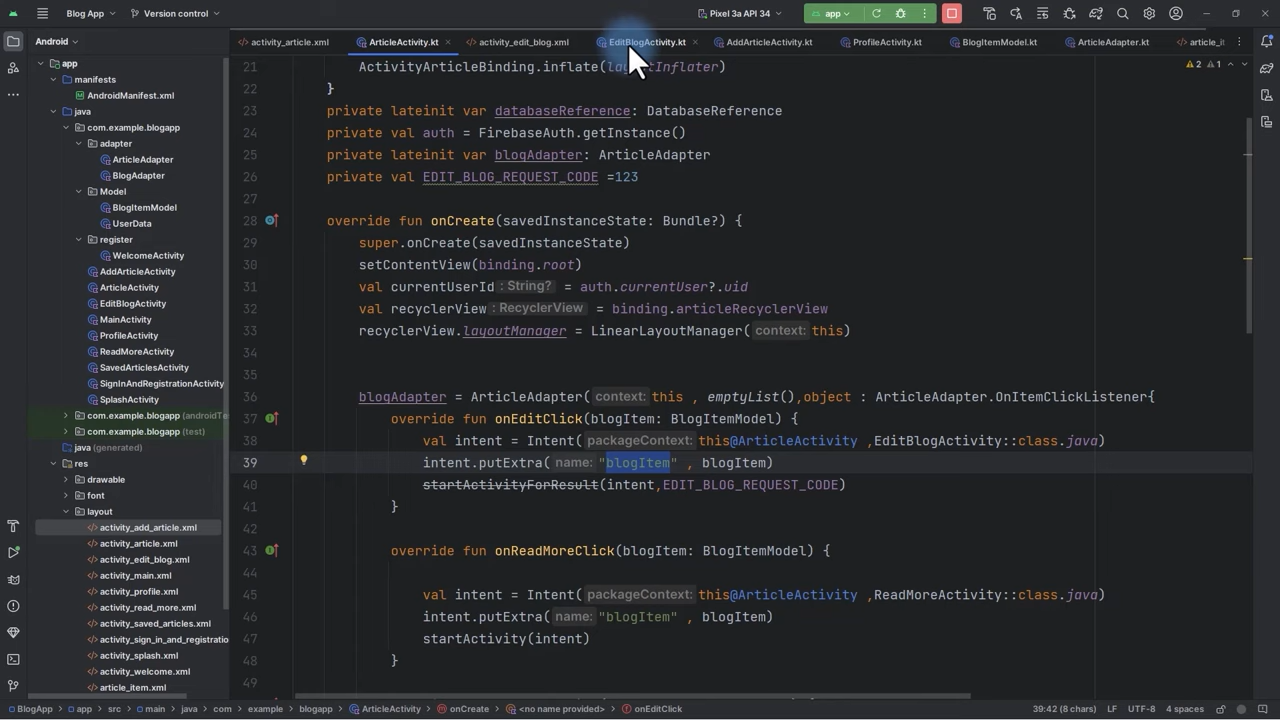 Blog App
Version control
Pixel 3a API 34
app
Android
activity_article.xml
ArticleActivity.kt
activity_edit_blog.xml
EditBlogActivity.kt
AddArticleActivity.kt
ProfileActivity.kt
BlogItemModel.kt
ArticleAdapter.kt
article_it
app
manifests
AndroidManifest.xml
java
com.example.blogapp
adapter
ArticleAdapter
BlogAdapter
Model
BlogItemModel
UserData
register
WelcomeActivity
AddArticleActivity
ArticleActivity
EditBlogActivity
MainActivity
ProfileActivity
ReadMoreActivity
SavedArticlesActivity
SignInAndRegistrationActivity
SplashActivity
com.example.blogapp (androidTe
com.example.blogapp (test)
java (generated)
res
drawable
font
layout
activity_add_article.xml
activity_article.xml
activity_edit_blog.xml
activity_main.xml
activity_profile.xml
activity_read_more.xml
activity_saved_articles.xml
activity_sign_in_and_registratio
activity_splash.xml
activity_welcome.xml
article_item.xml
2 1
21 ActivityArticleBinding.inflate(layoutInflater)
22 }
23 private lateinit var databaseReference: DatabaseReference
24 private val auth = FirebaseAuth.getInstance()
25 private lateinit var blogAdapter: ArticleAdapter
26 private val EDIT_BLOG_REQUEST_CODE =123
27
28 override fun onCreate(savedInstanceState: Bundle?) {
29 super.onCreate(savedInstanceState)
30 setContentView(binding.root)
31 val currentUserId : String? = auth.currentUser?.uid
32 val recyclerView : RecyclerView = binding.articleRecyclerView
33 recyclerView.layoutManager = LinearLayoutManager( context: this)
34
35
36 blogAdapter = ArticleAdapter( context: this , emptyList(),object : ArticleAdapter.OnItemClickListener{
37 override fun onEditClick(blogItem: BlogItemModel) {
38 val intent = Intent( packageContext: this@ArticleActivity ,EditBlogActivity::class.java)
39 intent.putExtra( name: "blogItem" , blogItem)
40 startActivityForResult(intent,EDIT_BLOG_REQUEST_CODE)
41 }
42
43 override fun onReadMoreClick(blogItem: BlogItemModel) {
44
45 val intent = Intent( packageContext: this@ArticleActivity ,ReadMoreActivity::class.java)
46 intent.putExtra( name: "blogItem" , blogItem)
47 startActivity(intent)
48 }
49
BlogApp
app
src
main
java
com
example
blogapp
ArticleActivity
onCreate
<no name provided>
onEditClick
39:42 (8 chars)
LF
UTF-8
4 spaces